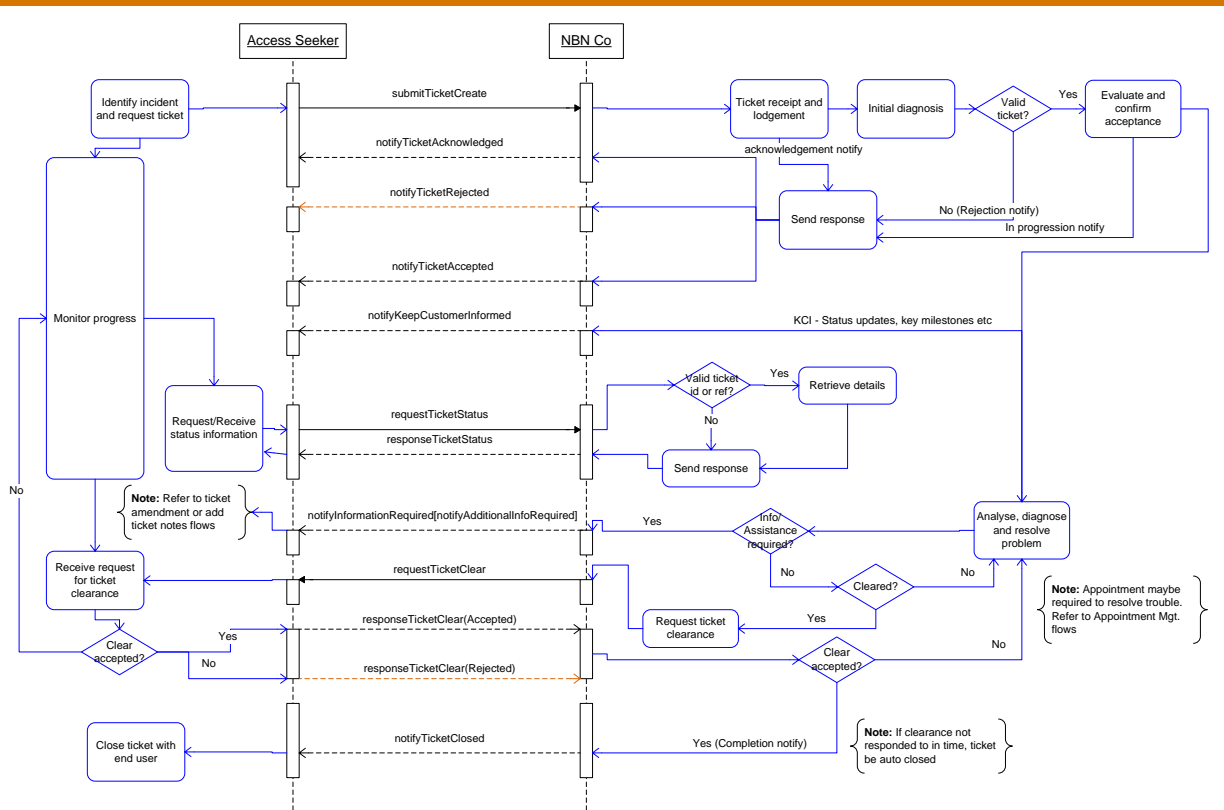 Access Seeker
NBN Co
Identify incident
and request ticket
submitTicketCreate
Ticket receipt and
lodgement
Initial diagnosis
Valid
ticket?
Yes
Evaluate and
confirm
acceptance
notifyTicketAcknowledged
acknowledgement notify
notifyTicketRejected
Send response
No (Rejection notify)
In progression notify
notifyTicketAccepted
Monitor progress
notifyKeepCustomerInformed
KCI - Status updates, key milestones etc
Valid ticket
id or ref?
Yes
Retrieve details
No
Request/Receive
status information
requestTicketStatus
responseTicketStatus
Send response
No
Note: Refer to ticket
amendment or add
ticket notes flows
notifyInformationRequired[notifyAdditionalInfoRequired]
Yes
Info/
Assistance
required?
Analyse, diagnose
and resolve
problem
Receive request
for ticket
clearance
requestTicketClear
No
Cleared?
No
Note: Appointment maybe
required to resolve trouble.
Refer to Appointment Mgt.
flows
Request ticket
clearance
Yes
Clear
accepted?
Yes
No
responseTicketClear(Accepted)
responseTicketClear(Rejected)
Clear
accepted?
No
Close ticket with
end user
notifyTicketClosed
Yes (Completion notify)
Note: If clearance not
responded to in time, ticket
be auto closed